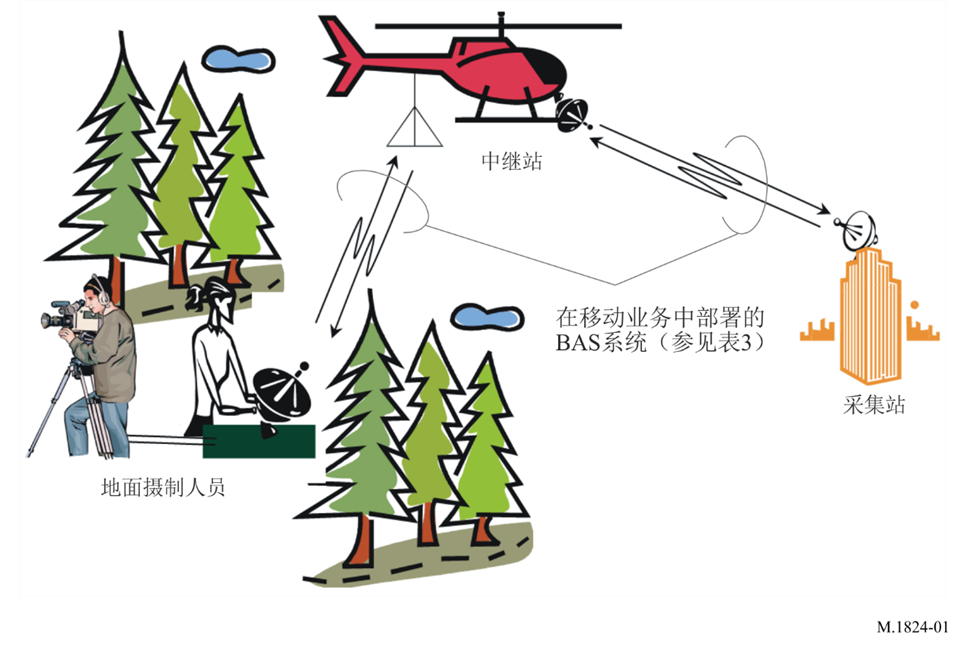 中继站
在移动业务中部署的
BAS系统（参见表3）
采集站
地面摄制人员
M.1824-01